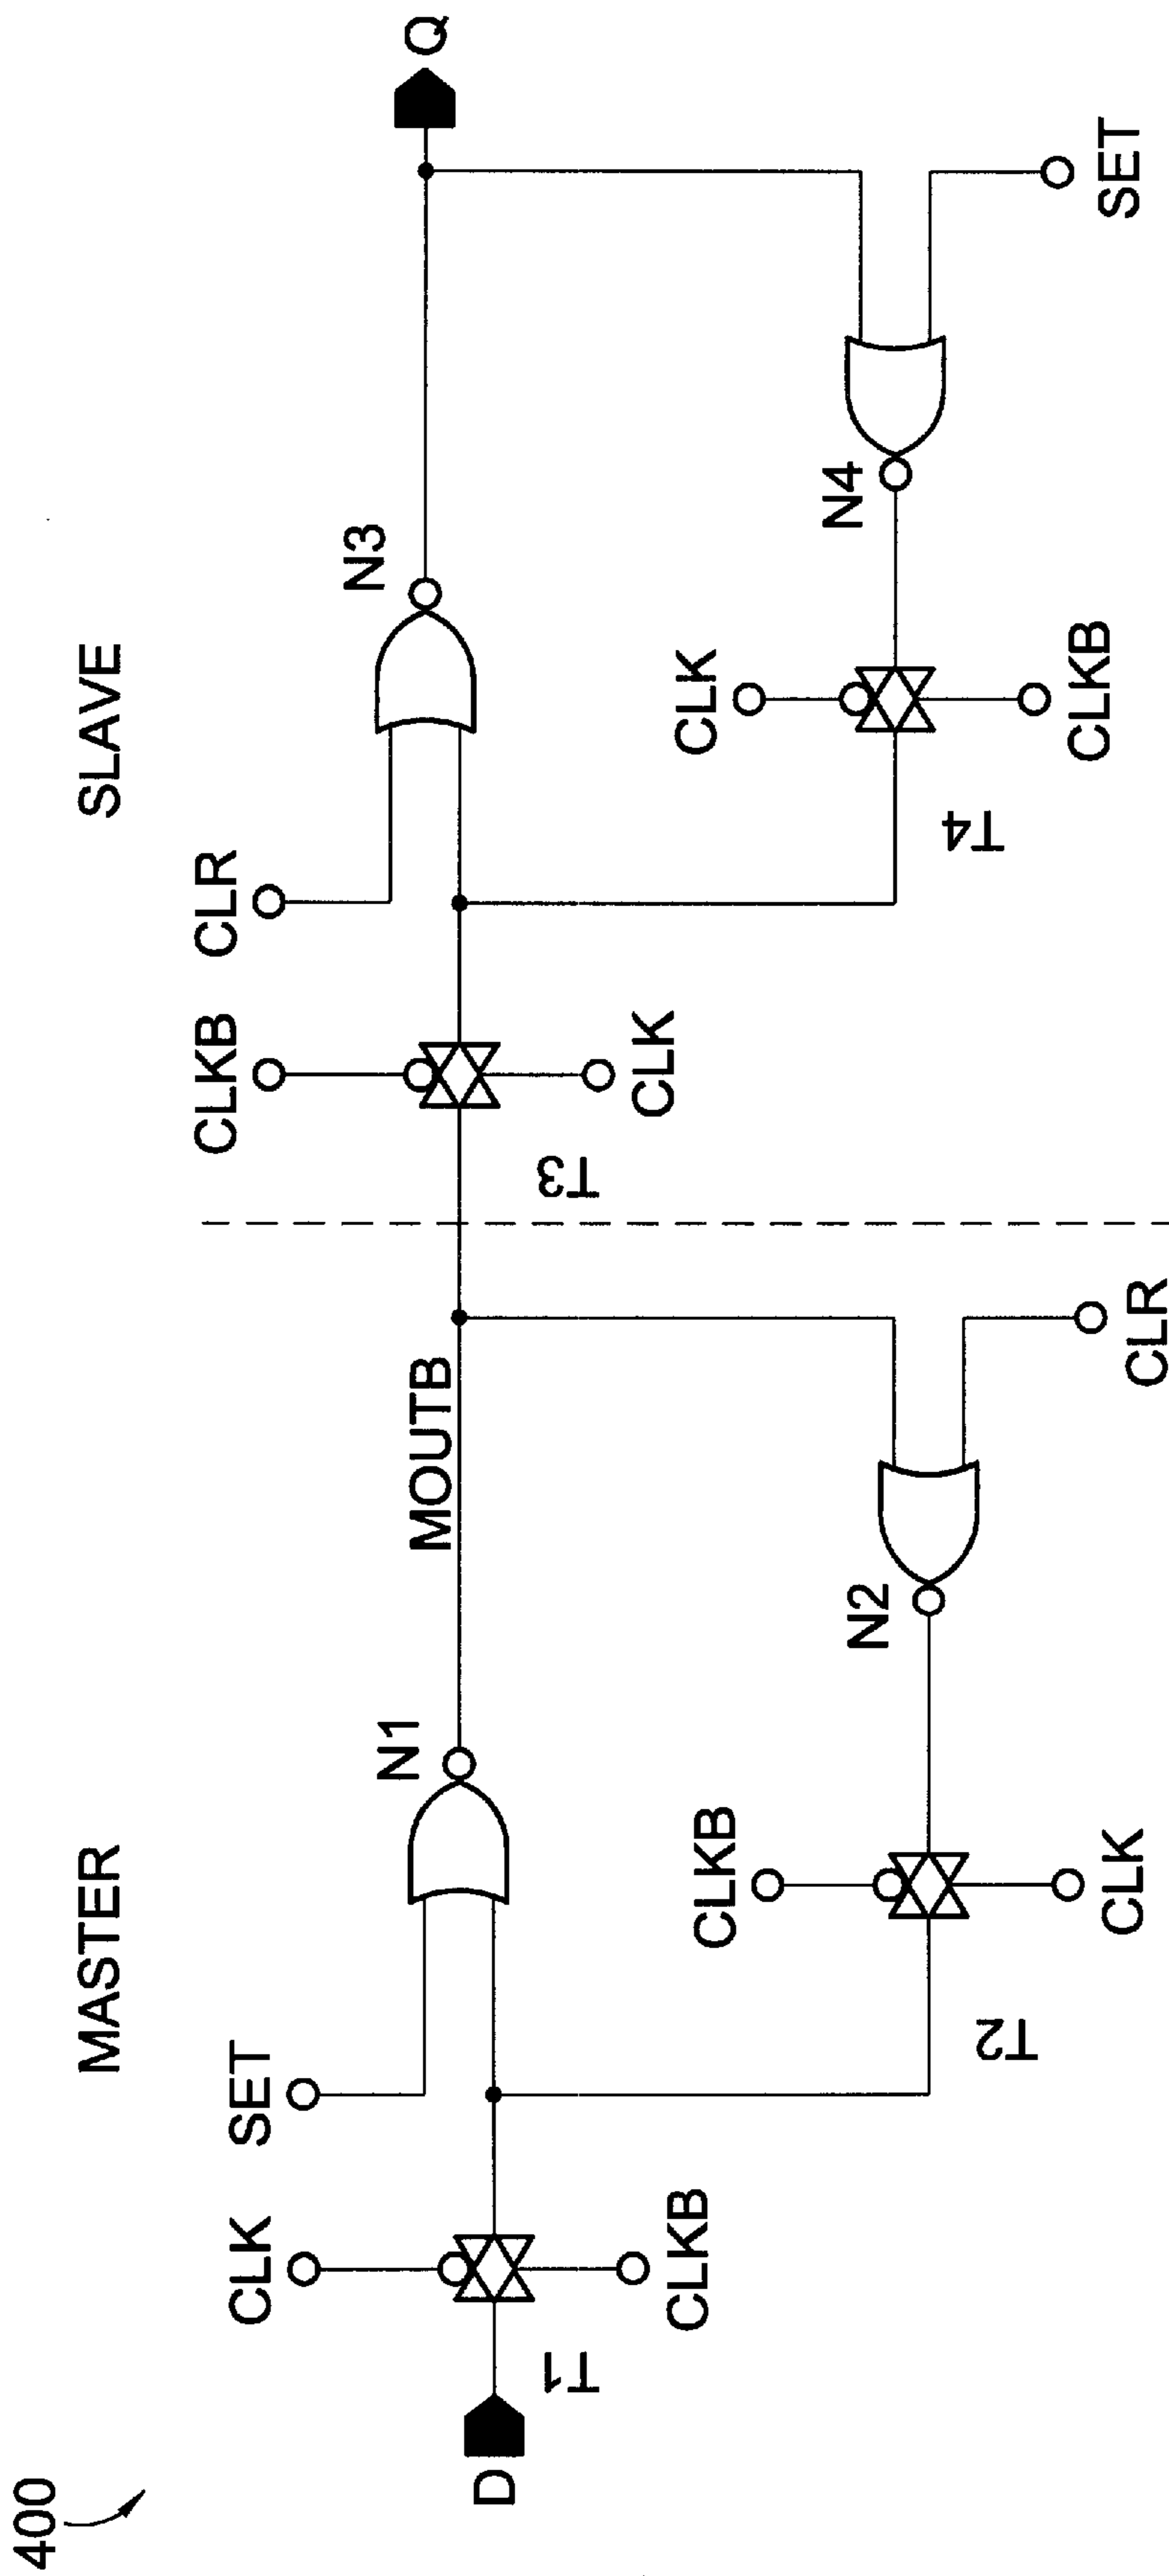 400
MASTER
SLAVE
D
T1
CLK
CLKB
SET
N1
MOUTB
T2
CLKB
CLK
N2
CLR
T3
CLKB
CLK
CLR
N3
Q
T4
CLK
CLKB
N4
SET